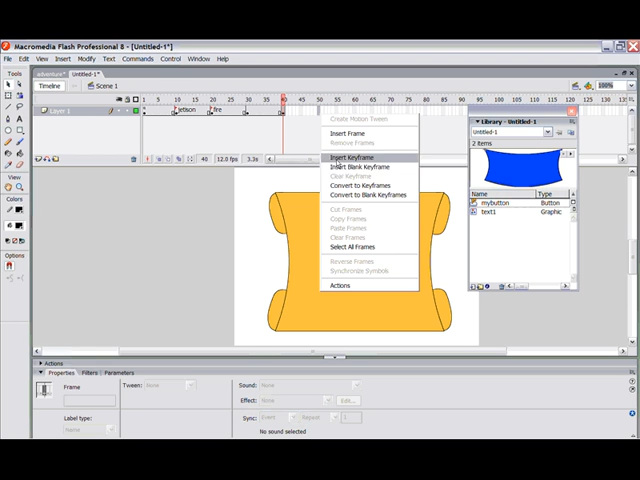 Macromedia Flash Professional 8 - [Untitled-1*]
File Edit View Insert Modify Text Commands Control Window Help
Tools
adventure* Untitled-1*
Timeline Scene 1 100%
View
Colors
Options
1 5 10 15 20 25 30 35 40 45 50 55 60 65 70 75 80 85 90 95 100 105 110
Layer 1 jetison fire
40 12.0 fps 3.3s
Create Motion Tween
Insert Frame
Remove Frames
Insert Keyframe
Insert Blank Keyframe
Clear Keyframe
Convert to Keyframes
Convert to Blank Keyframes
Cut Frames
Copy Frames
Paste Frames
Clear Frames
Select All Frames
Reverse Frames
Synchronize Symbols
Actions
Library - Untitled-1
Untitled-1
2 items
Name Type
mybutton Button
text1 Graphic
Actions
Properties Filters Parameters
Frame Tween: None Sound: None
Effect: None Edit...
Label type: Sync: Event Repeat 1
Name
No sound selected